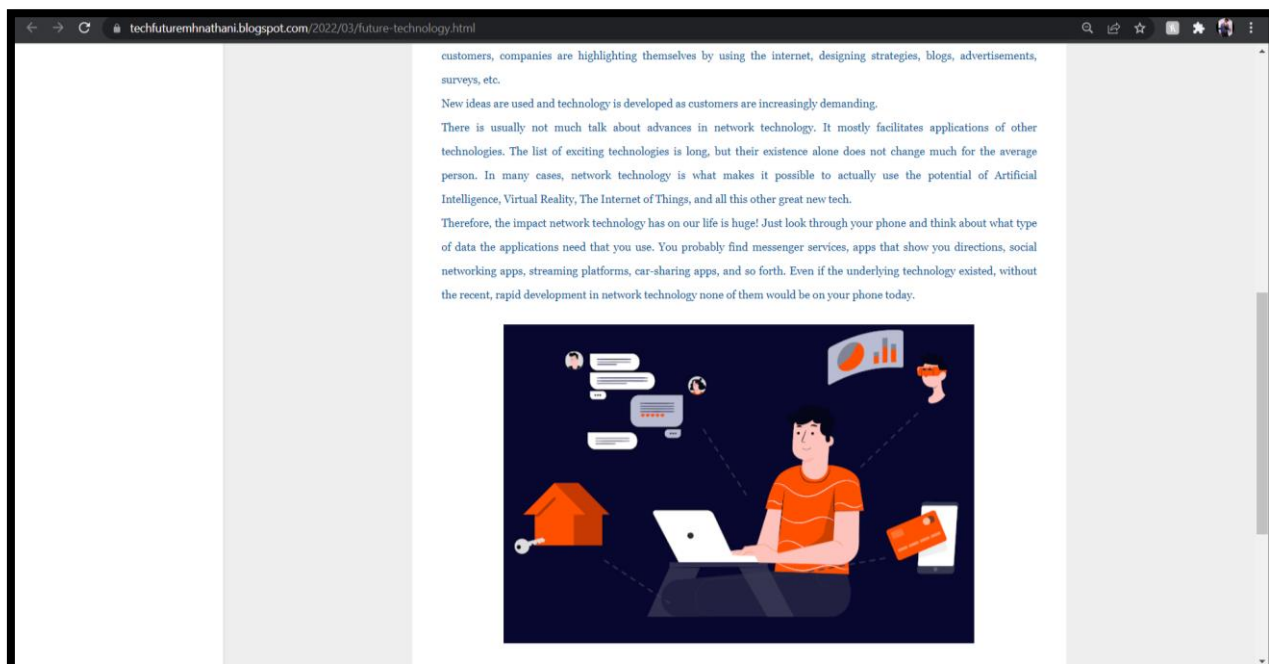 techfuturemhnathani.blogspot.com/2022/03/future-technology.html
customers, companies are highlighting themselves by using the internet, designing strategies, blogs, advertisements,
surveys, etc.
New ideas are used and technology is developed as customers are increasingly demanding.
There is usually not much talk about advances in network technology. It mostly facilitates applications of other
technologies. The list of exciting technologies is long, but their existence alone does not change much for the average
person. In many cases, network technology is what makes it possible to actually use the potential of Artificial
Intelligence, Virtual Reality, The Internet of Things, and all this other great new tech.
Therefore, the impact network technology has on our life is huge! Just look through your phone and think about what type
of data the applications need that you use. You probably find messenger services, apps that show you directions, social
networking apps, streaming platforms, car-sharing apps, and so forth. Even if the underlying technology existed, without
the recent, rapid development in network technology none of them would be on your phone today.